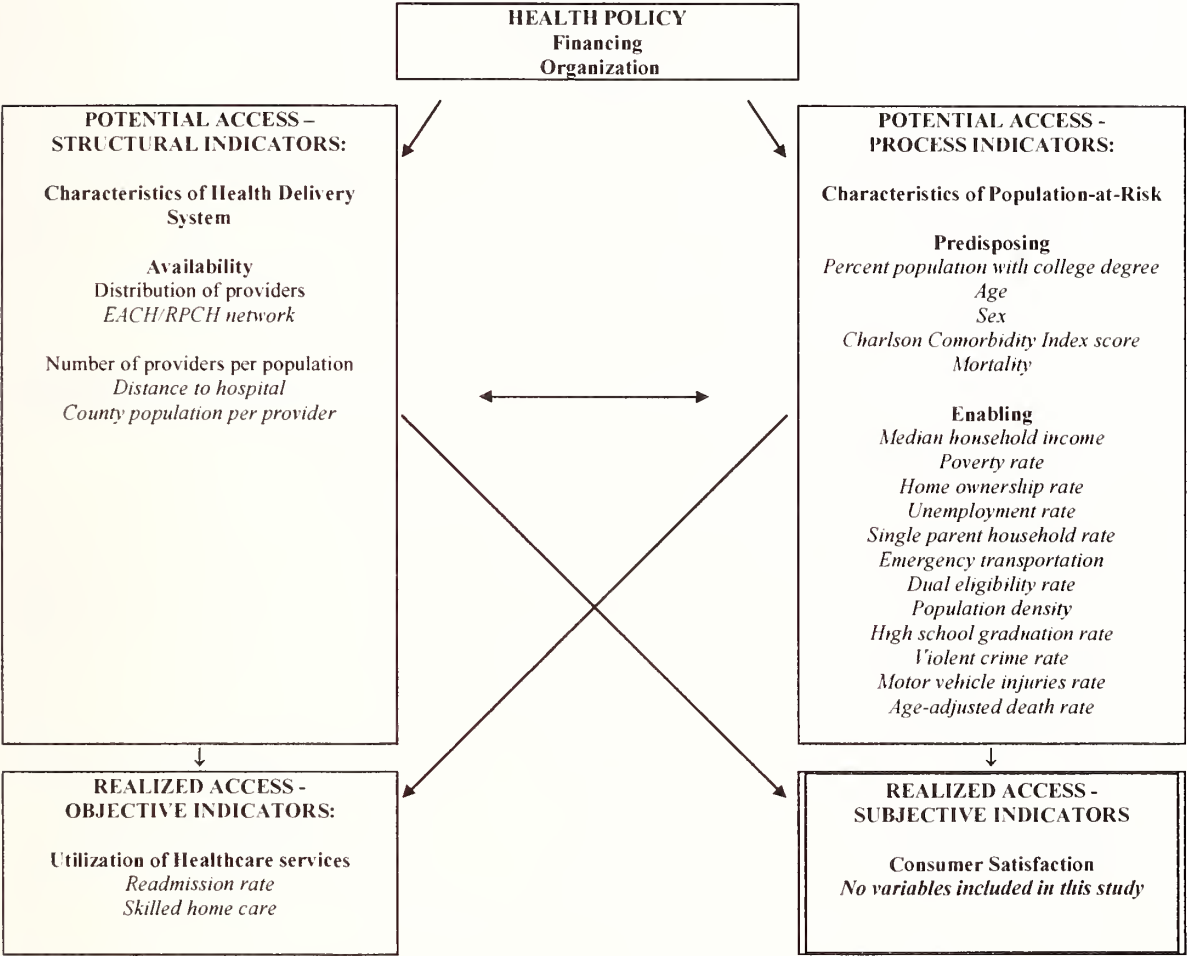 HEALTH POLICY
Financing
Organization
POTENTIAL ACCESS –
STRUCTURAL INDICATORS:
Characteristics of Health Delivery
System
Availability
Distribution of providers
EACH/RPCH network
Number of providers per population
Distance to hospital
County population per provider
POTENTIAL ACCESS -
PROCESS INDICATORS:
Characteristics of Population-at-Risk
Predisposing
Percent population with college degree
Age
Sex
Charlson Comorbidity Index score
Mortality
Enabling
Median household income
Poverty rate
Home ownership rate
Unemployment rate
Single parent household rate
Emergency transportation
Dual eligibility rate
Population density
High school graduation rate
Violent crime rate
Motor vehicle injuries rate
Age-adjusted death rate
REALIZED ACCESS -
OBJECTIVE INDICATORS:
Utilization of Healthcare services
Readmission rate
Skilled home care
REALIZED ACCESS -
SUBJECTIVE INDICATORS
Consumer Satisfaction
No variables included in this study